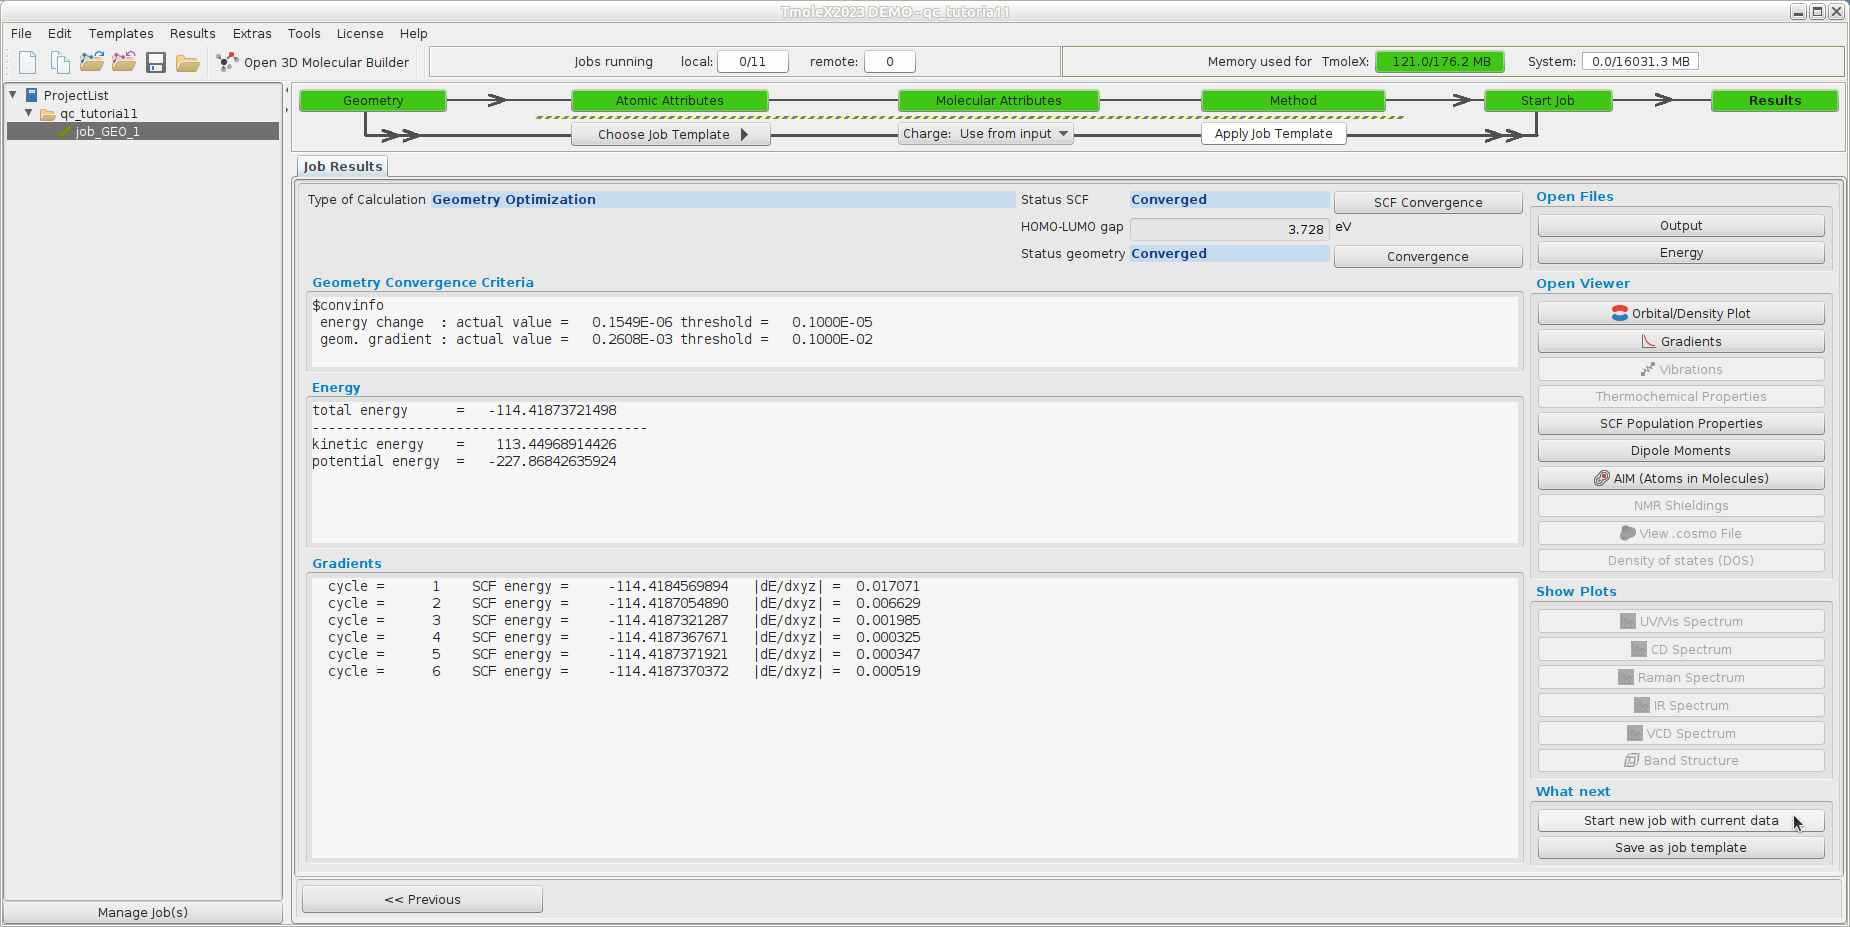 TmoleX2023 DEMO - qc_tutoria11
File Edit Templates Results Extras Tools License Help
Open 3D Molecular Builder Jobs running local: 0/11 remote: 0 Memory used for TmoleX: 121.0/176.2 MB System: 0.0/16031.3 MB
ProjectList
qc_tutoria11
job_GEO_1
Manage Job(s)
Geometry Atomic Attributes Molecular Attributes Method Start Job Results
Choose Job Template Charge: Use from input Apply Job Template
Job Results
Type of Calculation Geometry Optimization
Status SCF Converged SCF Convergence
HOMO-LUMO gap 3.728 eV
Status geometry Converged Convergence
Geometry Convergence Criteria
$convinfo
energy change : actual value = 0.1549E-06 threshold = 0.1000E-05
geom. gradient : actual value = 0.2608E-03 threshold = 0.1000E-02
Energy
total energy = -114.41873721498
------------------------------------------
kinetic energy = 113.44968914426
potential energy = -227.86842635924
Gradients
cycle = 1 SCF energy = -114.4184569894 |dE/dxyz| = 0.017071
cycle = 2 SCF energy = -114.4187054890 |dE/dxyz| = 0.006629
cycle = 3 SCF energy = -114.4187321287 |dE/dxyz| = 0.001985
cycle = 4 SCF energy = -114.4187367671 |dE/dxyz| = 0.000325
cycle = 5 SCF energy = -114.4187371921 |dE/dxyz| = 0.000347
cycle = 6 SCF energy = -114.4187370372 |dE/dxyz| = 0.000519
<< Previous
Open Files
Output
Energy
Open Viewer
Orbital/Density Plot
Gradients
Vibrations
Thermochemical Properties
SCF Population Properties
Dipole Moments
AIM (Atoms in Molecules)
NMR Shieldings
View .cosmo File
Density of states (DOS)
Show Plots
UV/Vis Spectrum
CD Spectrum
Raman Spectrum
IR Spectrum
VCD Spectrum
Band Structure
What next
Start new job with current data
Save as job template